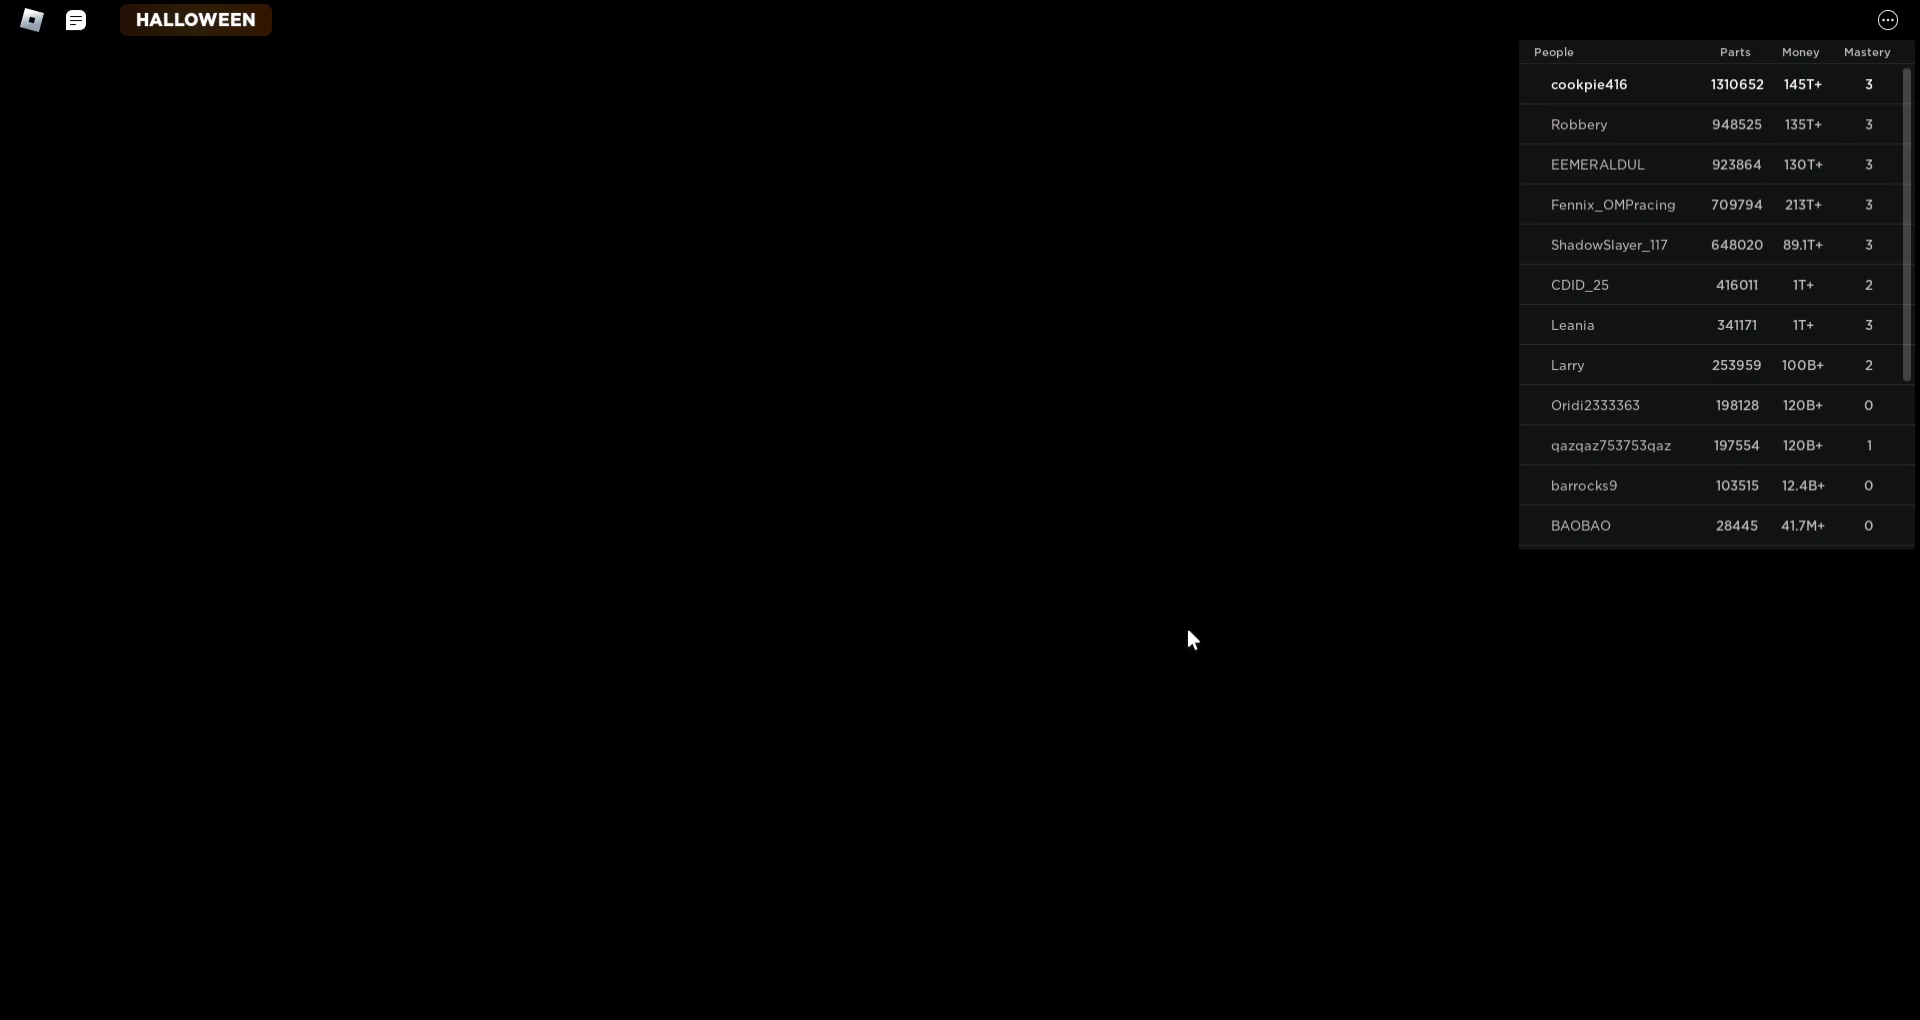 HALLOWEEN
People Parts Money Mastery
cookpie416 1310652 145T+ 3
Robbery 948525 135T+ 3
EEMERALDUL 923864 130T+ 3
Fennix_OMPracing 709794 213T+ 3
ShadowSlayer_117 648020 89.1T+ 3
CDID_25 416011 1T+ 2
Leania 341171 1T+ 3
Larry 253959 100B+ 2
Oridi2333363 198128 120B+ 0
qazqaz753753qaz 197554 120B+ 1
barrocks9 103515 12.4B+ 0
BAOBAO 28445 41.7M+ 0